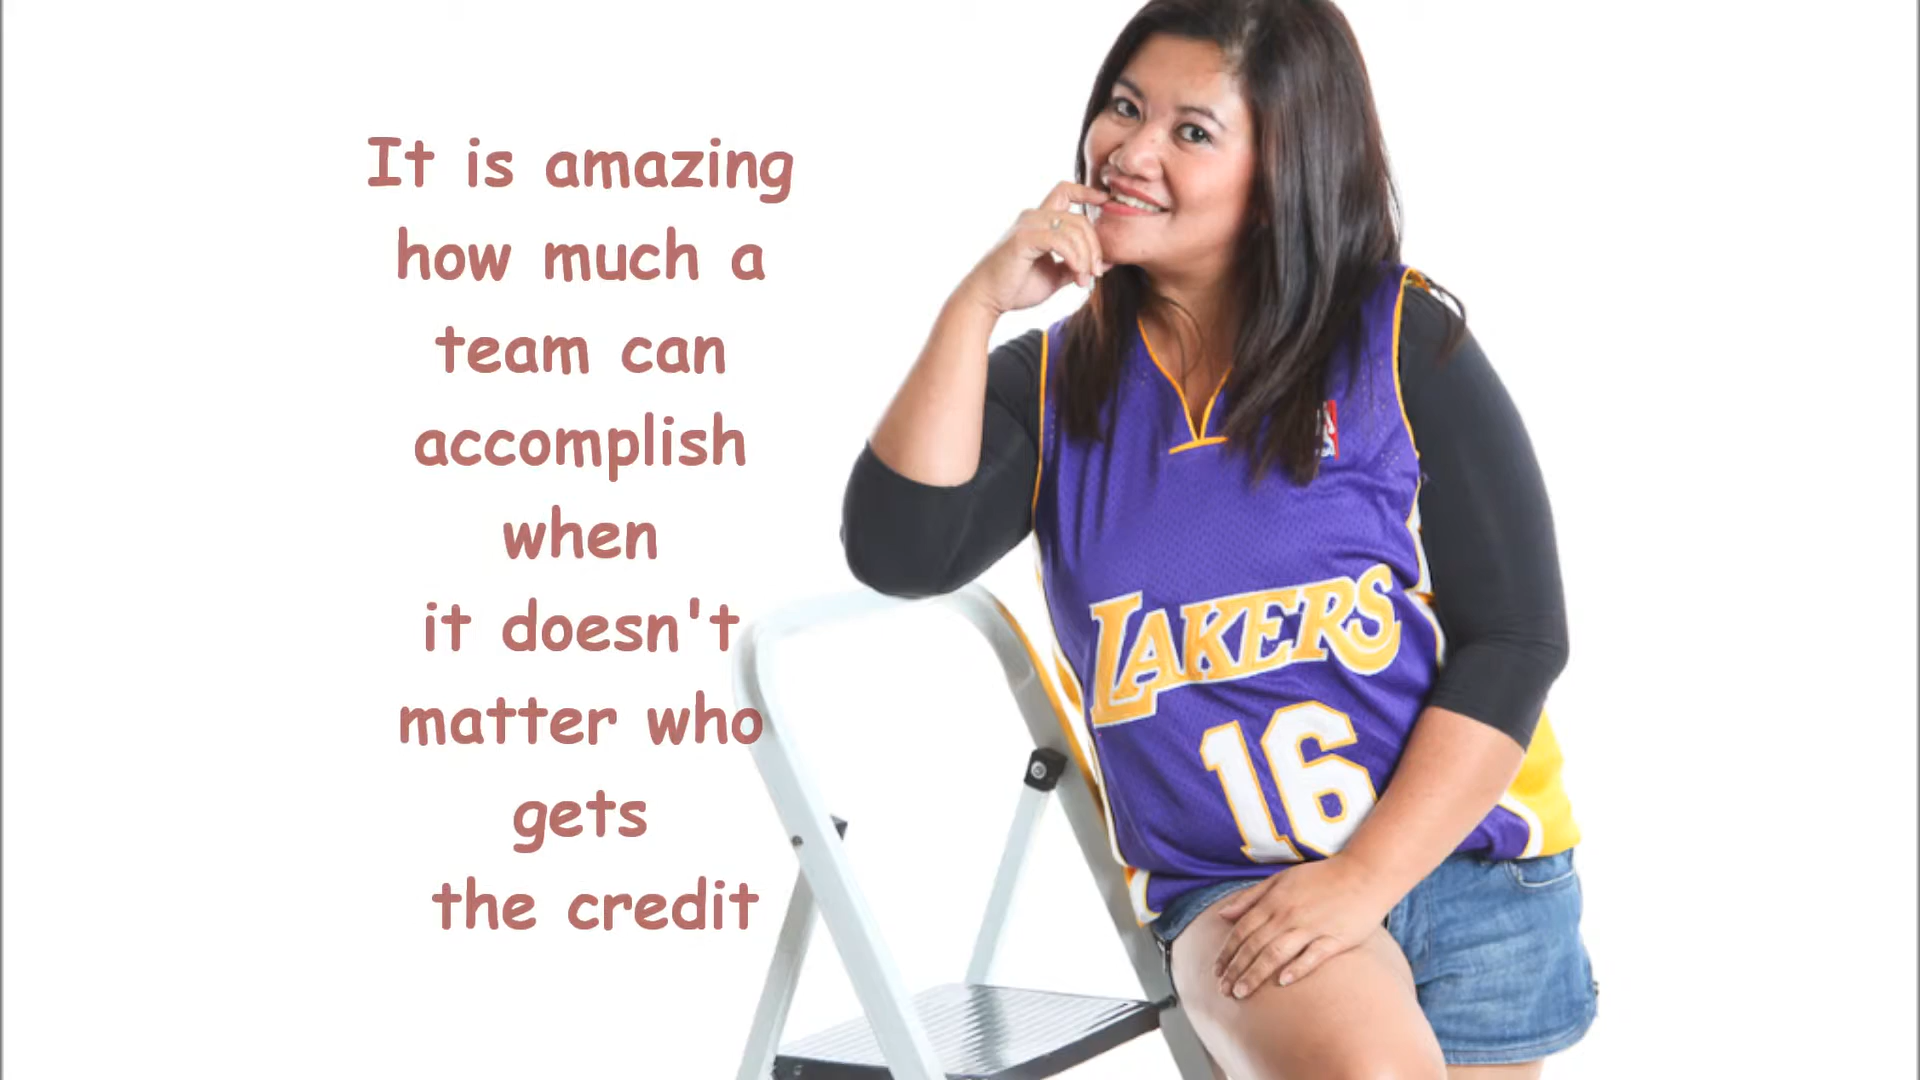 It is amazing
how much a
team can
accomplish
when
it doesn't
matter who
gets
the credit
LAKERS
16